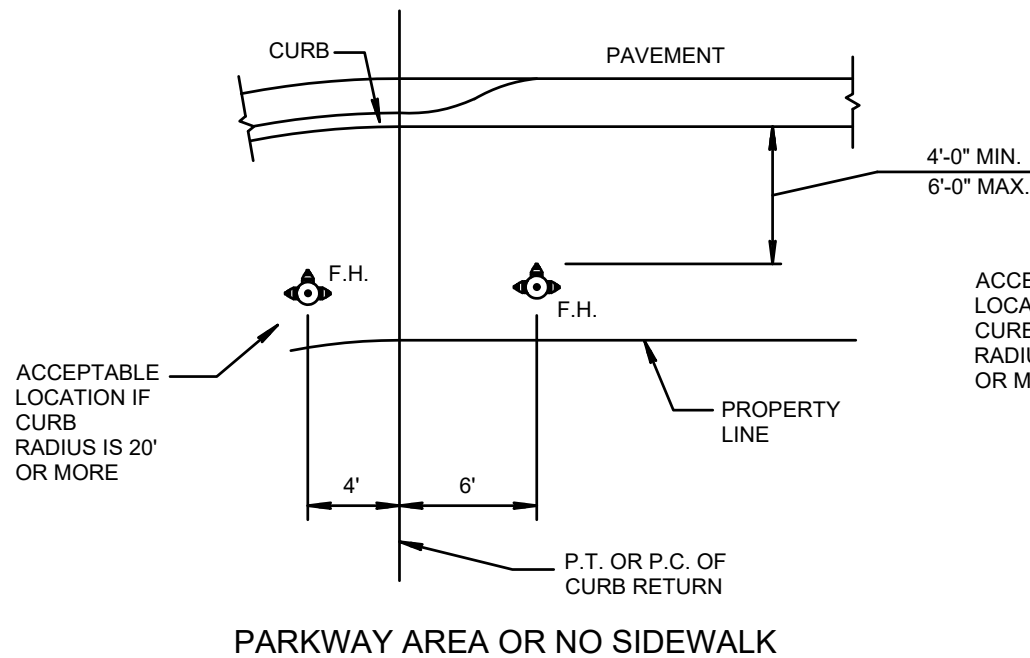 CURB
PAVEMENT
4'-0" MIN.
6'-0" MAX.
F.H.
F.H.
ACCEPTABLE
LOCATION IF
CURB
RADIUS IS 20'
OR MORE
PROPERTY
LINE
4'
6'
P.T. OR P.C. OF
CURB RETURN
PARKWAY AREA OR NO SIDEWALK